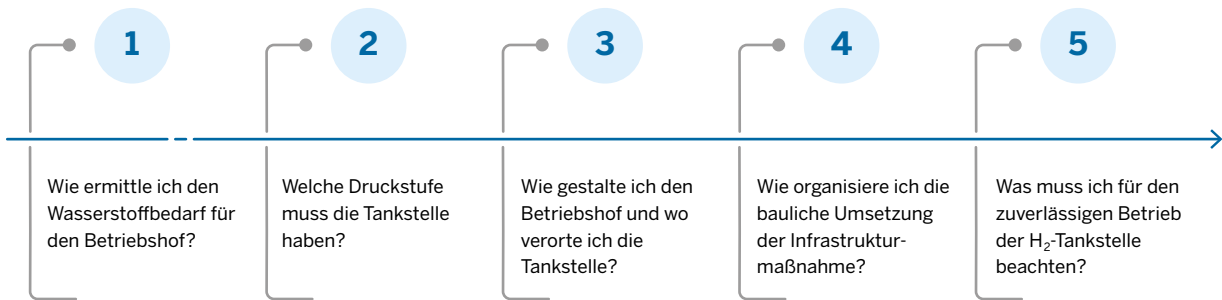 1
2
3
4
5
Wie ermittle ich den
Wasserstoffbedarf für
den Betriebshof?
Welche Druckstufe
muss die Tankstelle
haben?
Wie gestalte ich den
Betriebshof und wo
verorte ich die
Tankstelle?
Wie organisiere ich die
bauliche Umsetzung
der Infrastruktur-
maßnahme?
Was muss ich für den
zuverlässigen Betrieb
der H₂-Tankstelle
beachten?